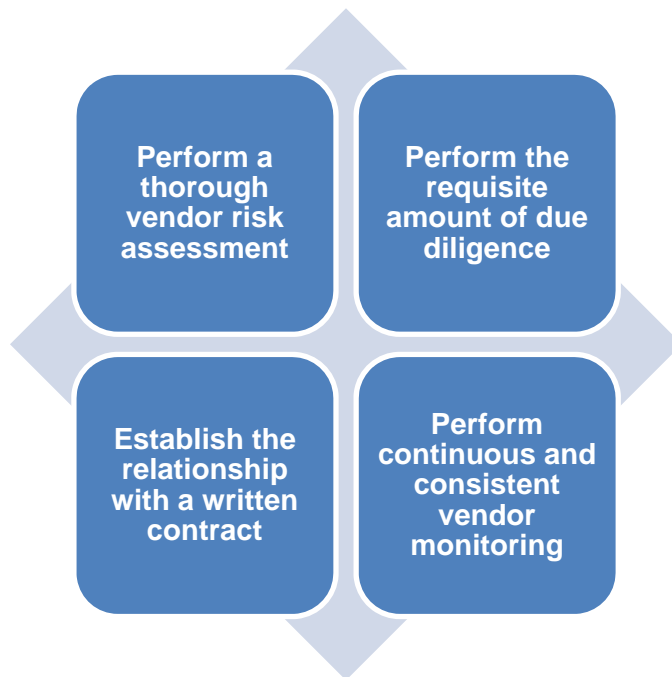 Perform a
thorough
vendor risk
assessment
Perform the
requisite
amount of due
diligence
Establish the
relationship
with a written
contract
Perform
continuous and
consistent
vendor
monitoring